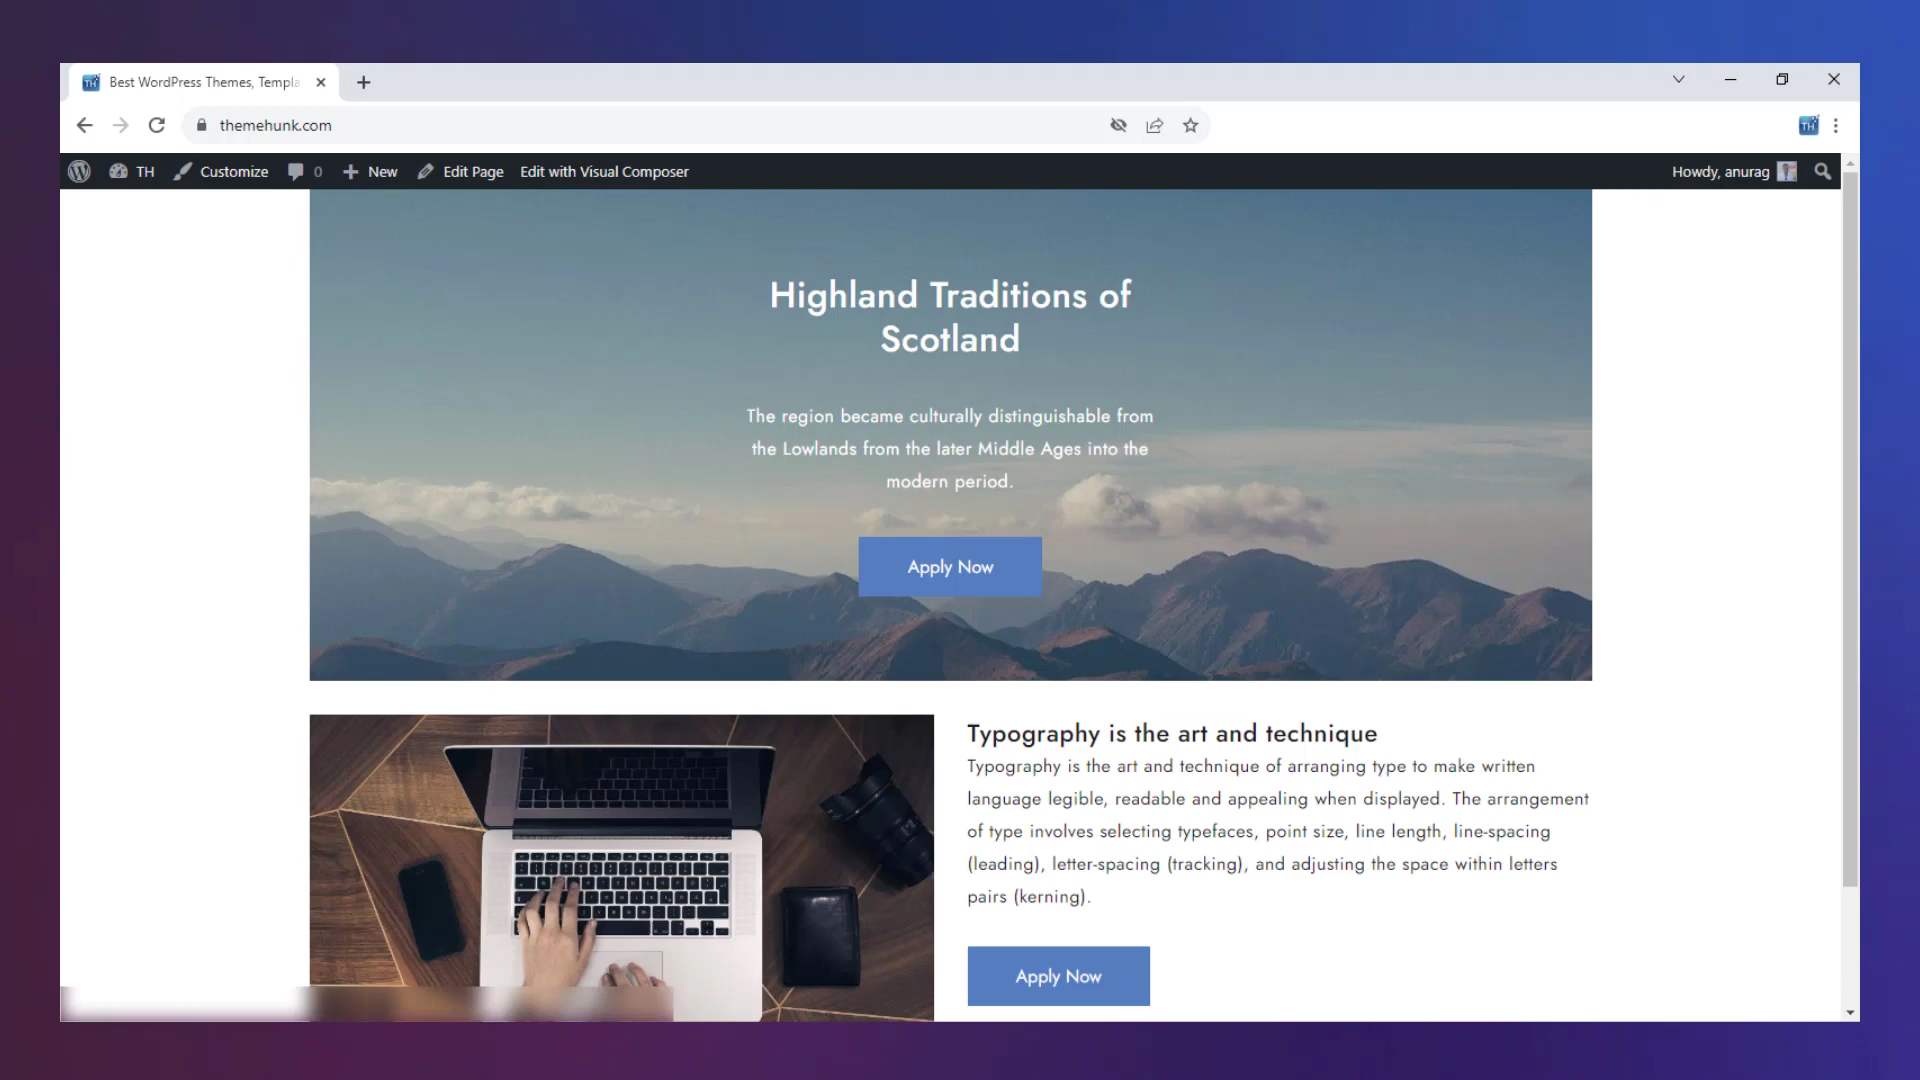 TH Best WordPress Themes, Templa
themehunk.com
TH
TH Customize 0 New Edit Page Edit with Visual Composer Howdy, anurag
Highland Traditions of
Scotland
The region became culturally distinguishable from
the Lowlands from the later Middle Ages into the
modern period.
Apply Now
Typography is the art and technique
Typography is the art and technique of arranging type to make written
language legible, readable and appealing when displayed. The arrangement
of type involves selecting typefaces, point size, line length, line-spacing
(leading), letter-spacing (tracking), and adjusting the space within letters
pairs (kerning).
Apply Now